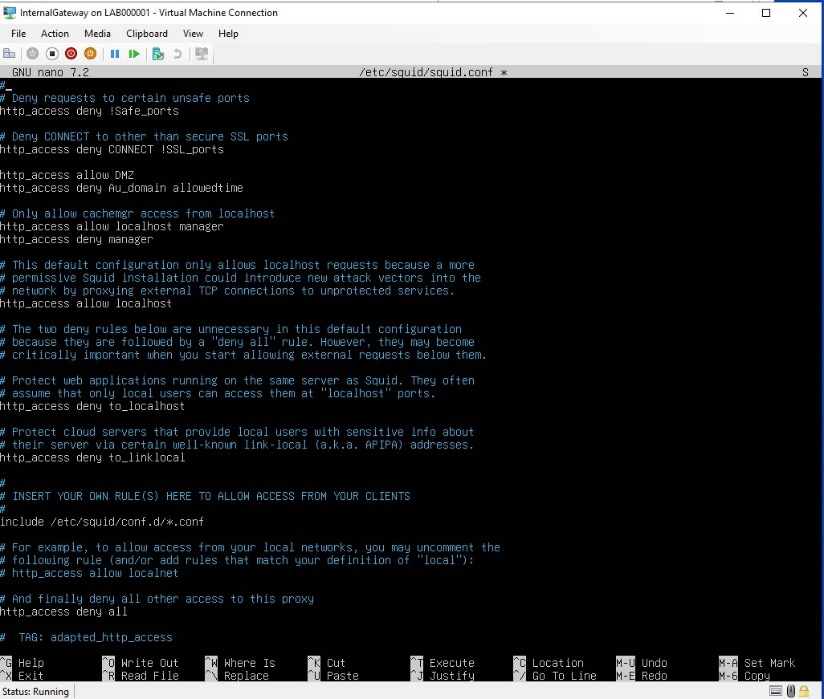 InternalGateway on LAB000001 - Virtual Machine Connection
File Action Media Clipboard View Help
GNU nano 7.2 /etc/squid/squid.conf * S
#
# Deny requests to certain unsafe ports
http_access deny !Safe_ports
# Deny CONNECT to other than secure SSL ports
http_access deny CONNECT !SSL_ports
http_access allow DMZ
http_access deny Au_domain allowedtime
# Only allow cachemgr access from localhost
http_access allow localhost manager
http_access deny manager
# This default configuration only allows localhost requests because a more
# permissive Squid installation could introduce new attack vectors into the
# network by proxying external TCP connections to unprotected services.
http_access allow localhost
# The two deny rules below are unnecessary in this default configuration
# because they are followed by a "deny all" rule. However, they may become
# critically important when you start allowing external requests below them.
# Protect web applications running on the same server as Squid. They often
# assume that only local users can access them at "localhost" ports.
http_access deny to_localhost
# Protect cloud servers that provide local users with sensitive info about
# their server via certain well-known link-local (a.k.a. APIPA) addresses.
http_access deny to_linklocal
#
# INSERT YOUR OWN RULE(S) HERE TO ALLOW ACCESS FROM YOUR CLIENTS
#
include /etc/squid/conf.d/*.conf
# For example, to allow access from your local networks, you may uncomment the
# following rule (and/or add rules that match your definition of "local"):
# http_access allow localnet
# And finally deny all other access to this proxy
http_access deny all
#  TAG: adapted_http_access
^G Help ^O Write Out ^W Where Is ^K Cut ^T Execute ^C Location M-U Undo M-A Set Mark
^X Exit ^R Read File ^\ Replace ^U Paste ^J Justify ^/ Go To Line M-E Redo M-6 Copy
Status: Running